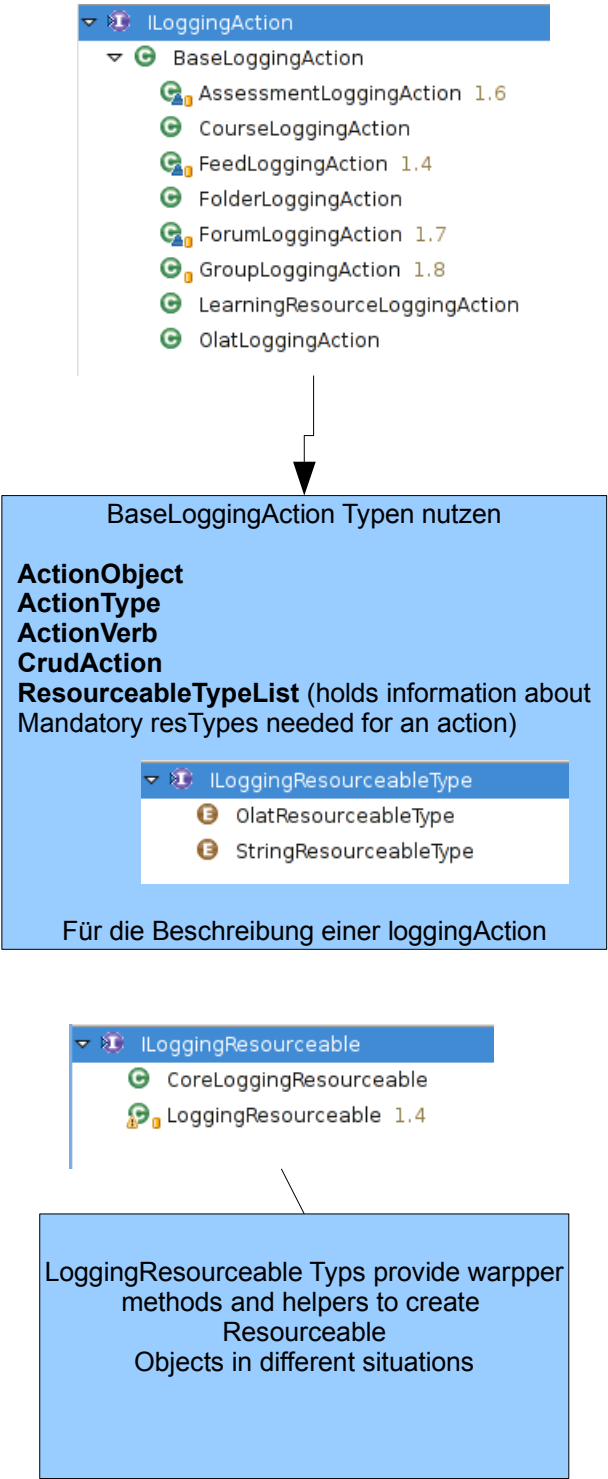 ILoggingAction
BaseLoggingAction
AssessmentLoggingAction 1.6
CourseLoggingAction
FeedLoggingAction 1.4
FolderLoggingAction
ForumLoggingAction 1.7
GroupLoggingAction 1.8
LearningResourceLoggingAction
OlatLoggingAction
BaseLoggingAction Typen nutzen
ActionObject
ActionType
ActionVerb
CrudAction
ResourceableTypeList (holds information about
Mandatory resTypes needed for an action)
ILoggingResourceableType
OlatResourceableType
StringResourceableType
Für die Beschreibung einer loggingAction
ILoggingResourceable
CoreLoggingResourceable
LoggingResourceable 1.4
LoggingResourceable Typs provide warpper
methods and helpers to create
Resourceable
Objects in different situations